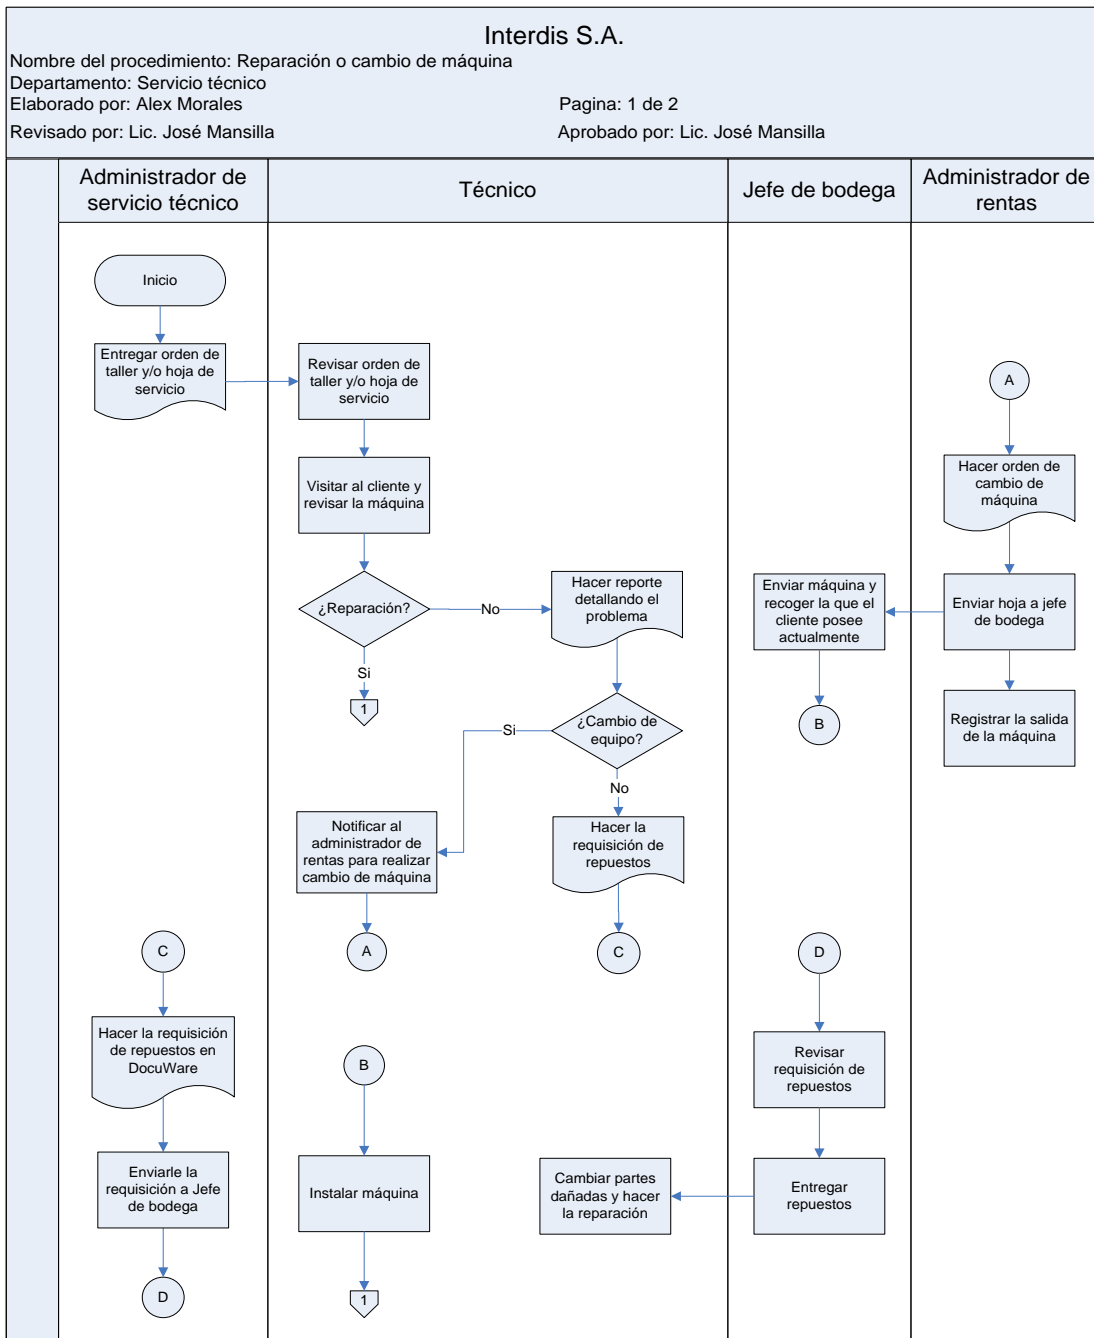 Interdis S.A.
Nombre del procedimiento: Reparación o cambio de máquina
Departamento: Servicio técnico
Elaborado por: Alex Morales
Pagina: 1 de 2
Revisado por: Lic. José Mansilla
Aprobado por: Lic. José Mansilla
Administrador de
servicio técnico
Técnico
Jefe de bodega
Administrador de
rentas
Inicio
Entregar orden de
taller y/o hoja de
servicio
Revisar orden de
taller y/o hoja de
servicio
A
Visitar al cliente y
revisar la máquina
Hacer orden de
cambio de
máquina
¿Reparación?
No
Hacer reporte
detallando el
problema
Enviar máquina y
recoger la que el
cliente posee
actualmente
Enviar hoja a jefe
de bodega
Si
1
¿Cambio de
equipo?
Si
B
Registrar la salida
de la máquina
No
Notificar al
administrador de
rentas para realizar
cambio de máquina
Hacer la
requisición de
repuestos
C
A
C
D
Hacer la requisición
de repuestos en
DocuWare
B
Revisar
requisición de
repuestos
Enviarle la
requisición a Jefe
de bodega
Instalar máquina
Cambiar partes
dañadas y hacer
la reparación
Entregar
repuestos
D
1